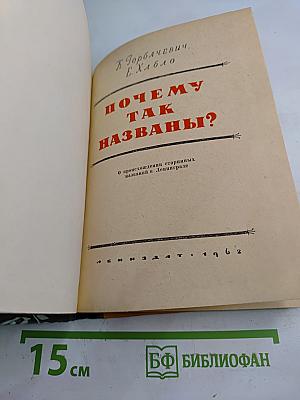 К. Горбачевич,
Е. Хабло
ПОЧЕМУ
ТАК
НАЗВАНЫ?
О происхождении старинных
названий в Ленинграде
ЛЕНИЗДАТ · 1962
15 см
БФ БИБЛИОФАН